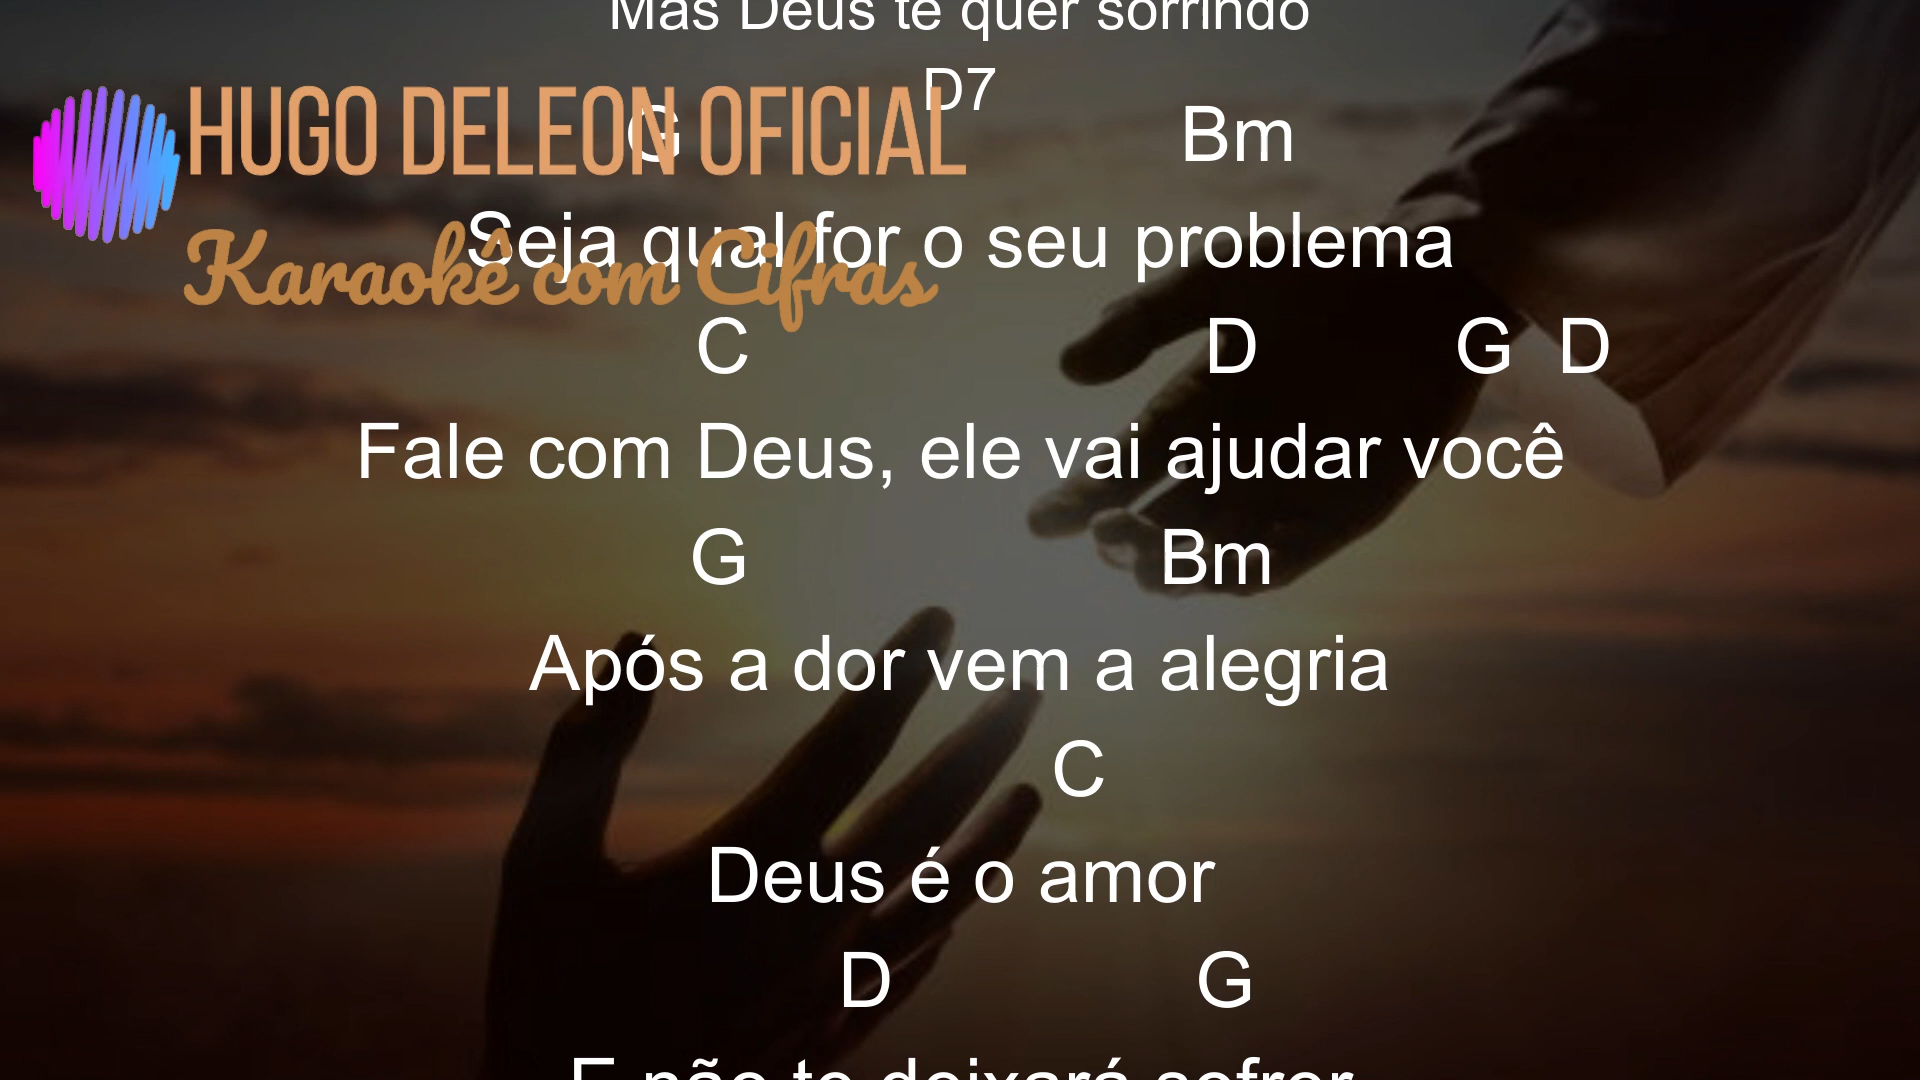 Mas Deus te quer sorrindo
D7
HUGO DELEON OFICIAL
G Bm
Seja qual for o seu problema
Karaokê com Cifras
C D G D
Fale com Deus, ele vai ajudar você
G Bm
Após a dor vem a alegria
C
Deus é o amor
D G
E não te deixará sofrer